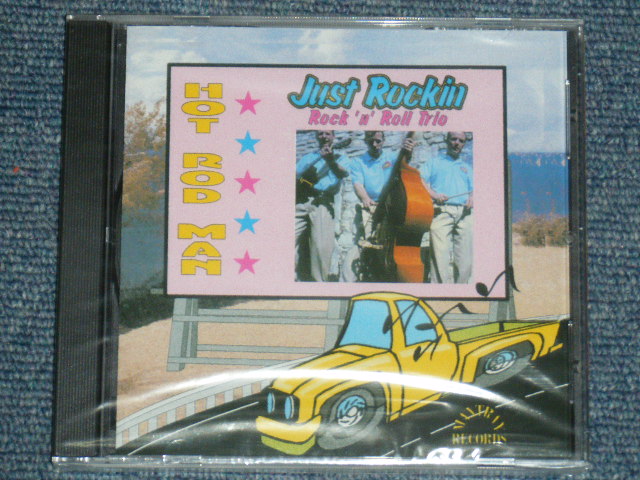 Just Rockin
Rock 'n' Roll Trio
HOT ROD MAN
RECORDS